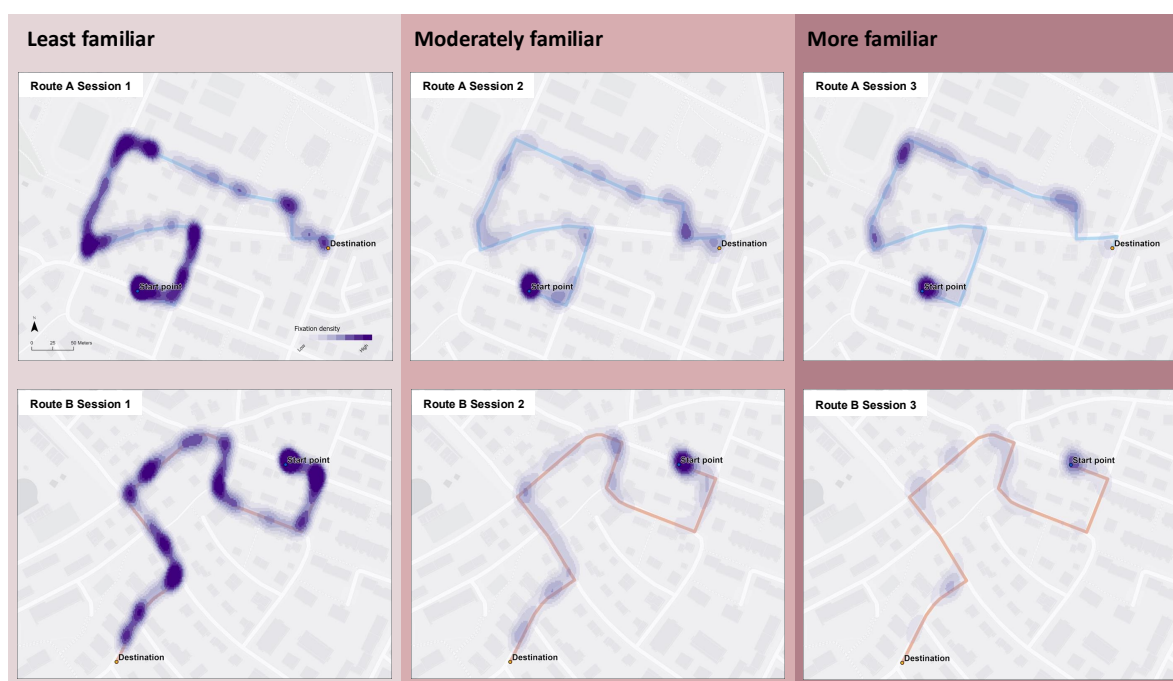 Least familiar
Moderately familiar
More familiar
Route A Session 1
Destination
Start point
N
0 25 50 Meters
Fixation density
Low
High
Route A Session 2
Destination
Start point
Route A Session 3
Destination
Start point
Route B Session 1
Start point
Destination
Route B Session 2
Start point
Destination
Route B Session 3
Start point
Destination